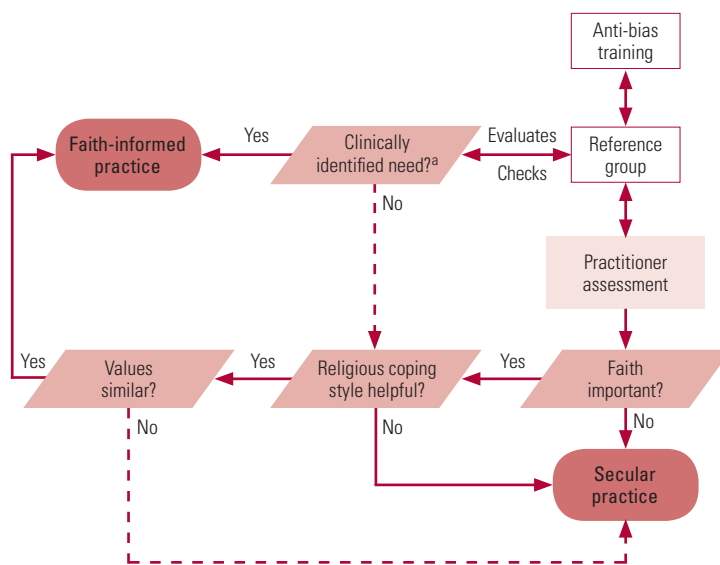 Anti-bias
training
Faith-informed
practice
Yes
Clinically
identified need?ª
Evaluates
Checks
Reference
group
No
Practitioner
assessment
Yes
Values
similar?
Yes
Religious coping
style helpful?
Yes
Faith
important?
No
No
No
Secular
practice